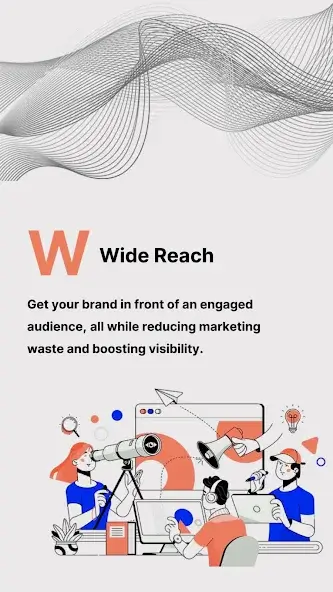 W Wide Reach
Get your brand in front of an engaged
audience, all while reducing marketing
waste and boosting visibility.